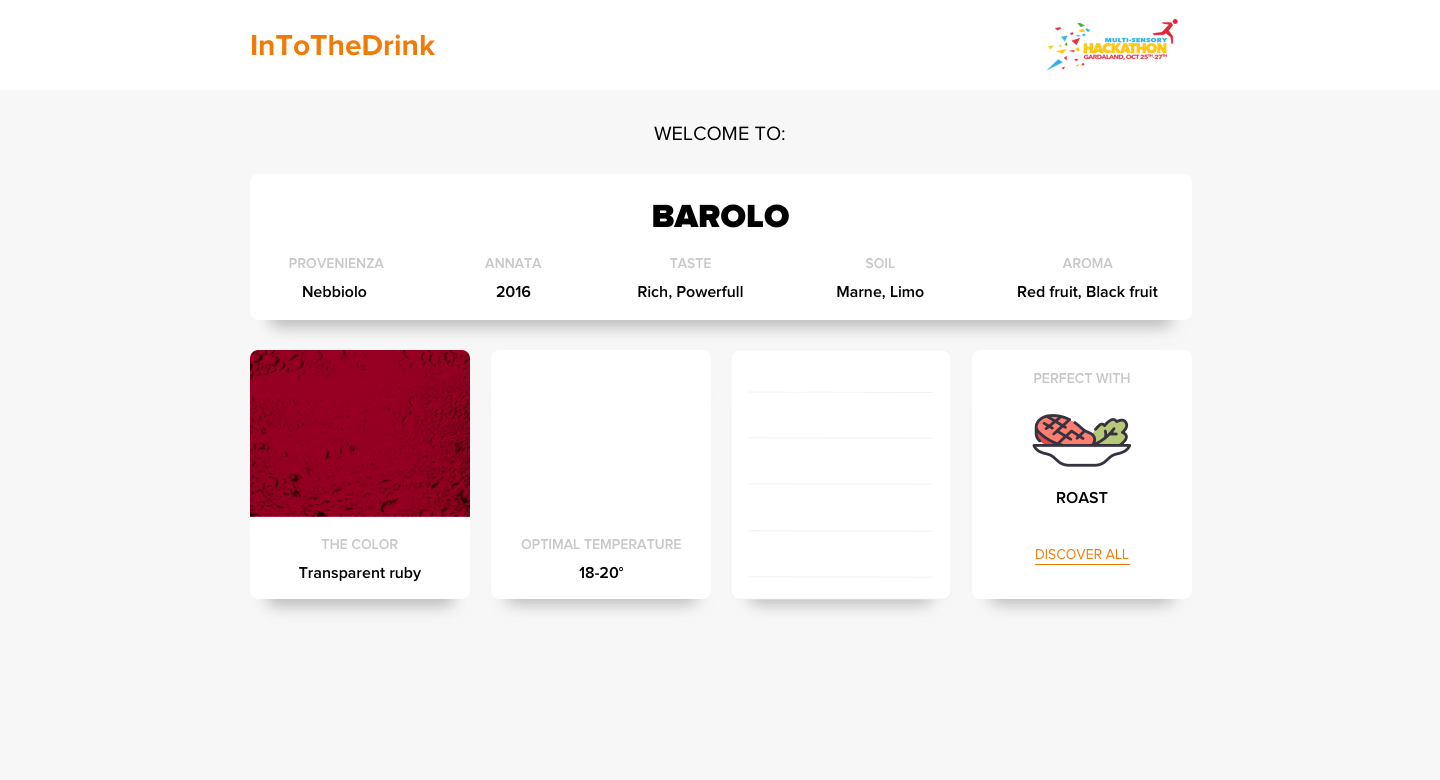 InToTheDrink
MULTI-SENSORY
HACKATHON
GARDALAND, OCT 25TH-27TH
WELCOME TO:
BAROLO
PROVENIENZA ANNATA TASTE SOIL AROMA
Nebbiolo 2016 Rich, Powerfull Marne, Limo Red fruit, Black fruit
THE COLOR
Transparent ruby
OPTIMAL TEMPERATURE
18-20°
PERFECT WITH
ROAST
DISCOVER ALL